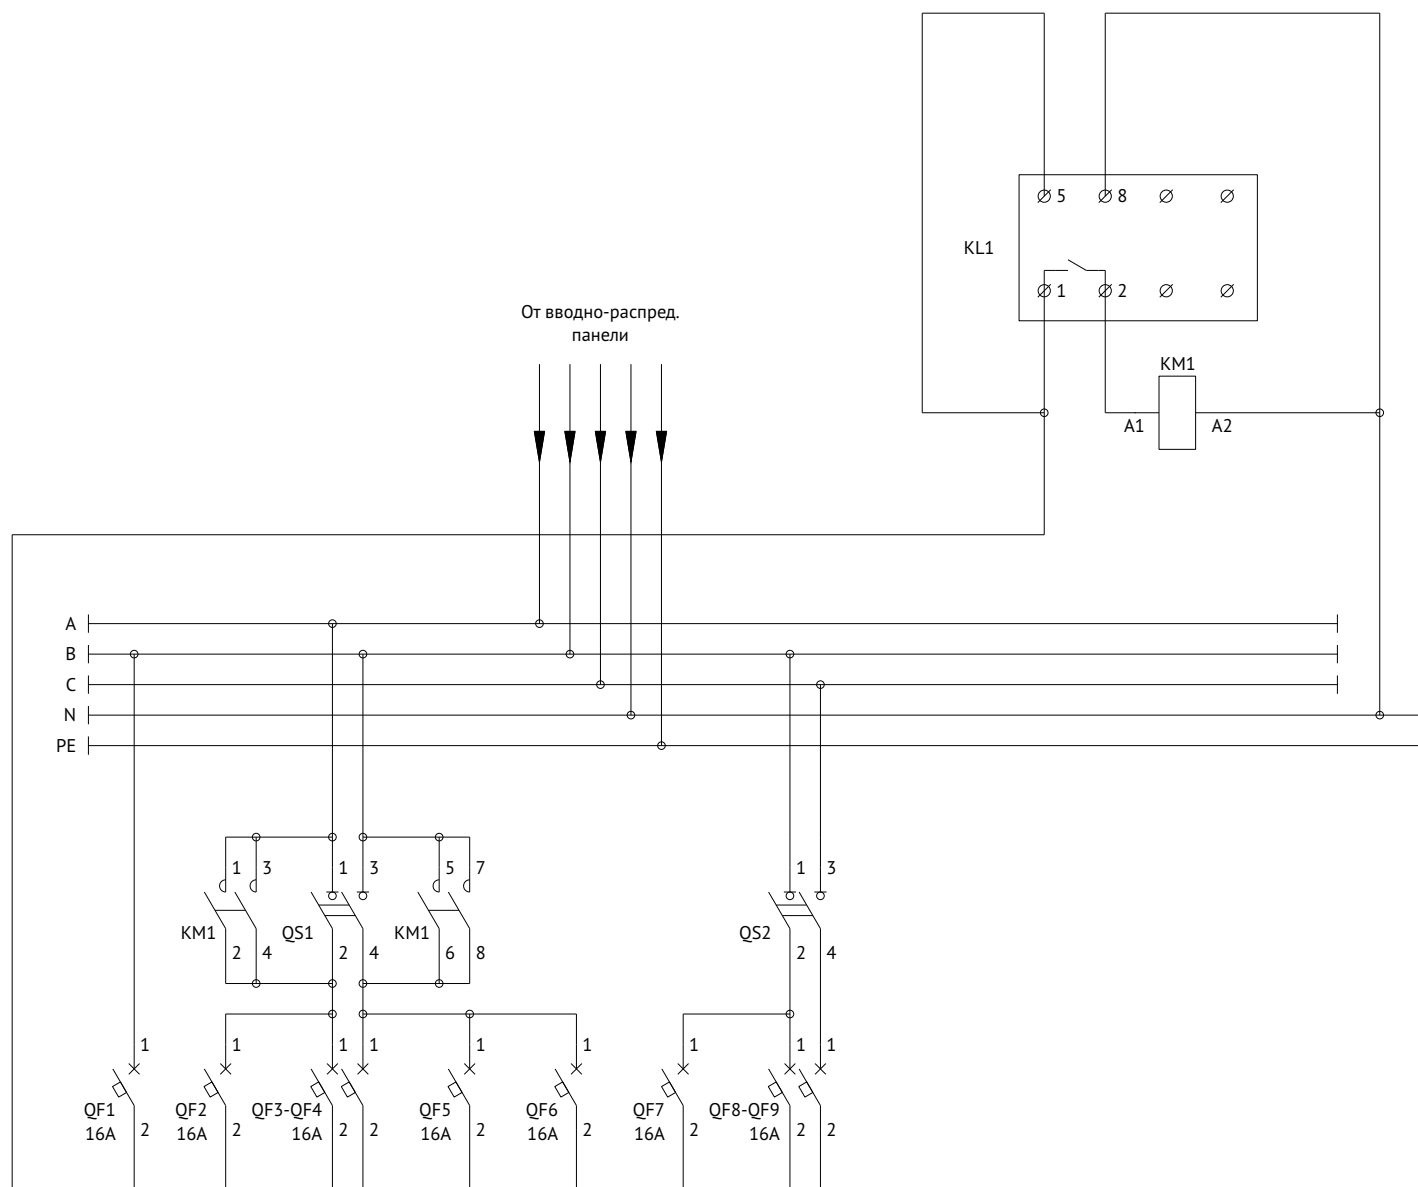 5 8
KL1
1 2
От вводно-распред.
панели
KM1
A1 A2
A
B
C
N
PE
1 3 1 3 5 7 1 3
KM1 QS1 KM1 QS2
2 4 2 4 6 8 2 4
1 1 1 1 1 1 1 1 1
QF1 QF2 QF3-QF4 QF5 QF6 QF7 QF8-QF9
16A 2 16A 2 16A 2 2 16A 2 16A 2 16A 2 16A 2 2